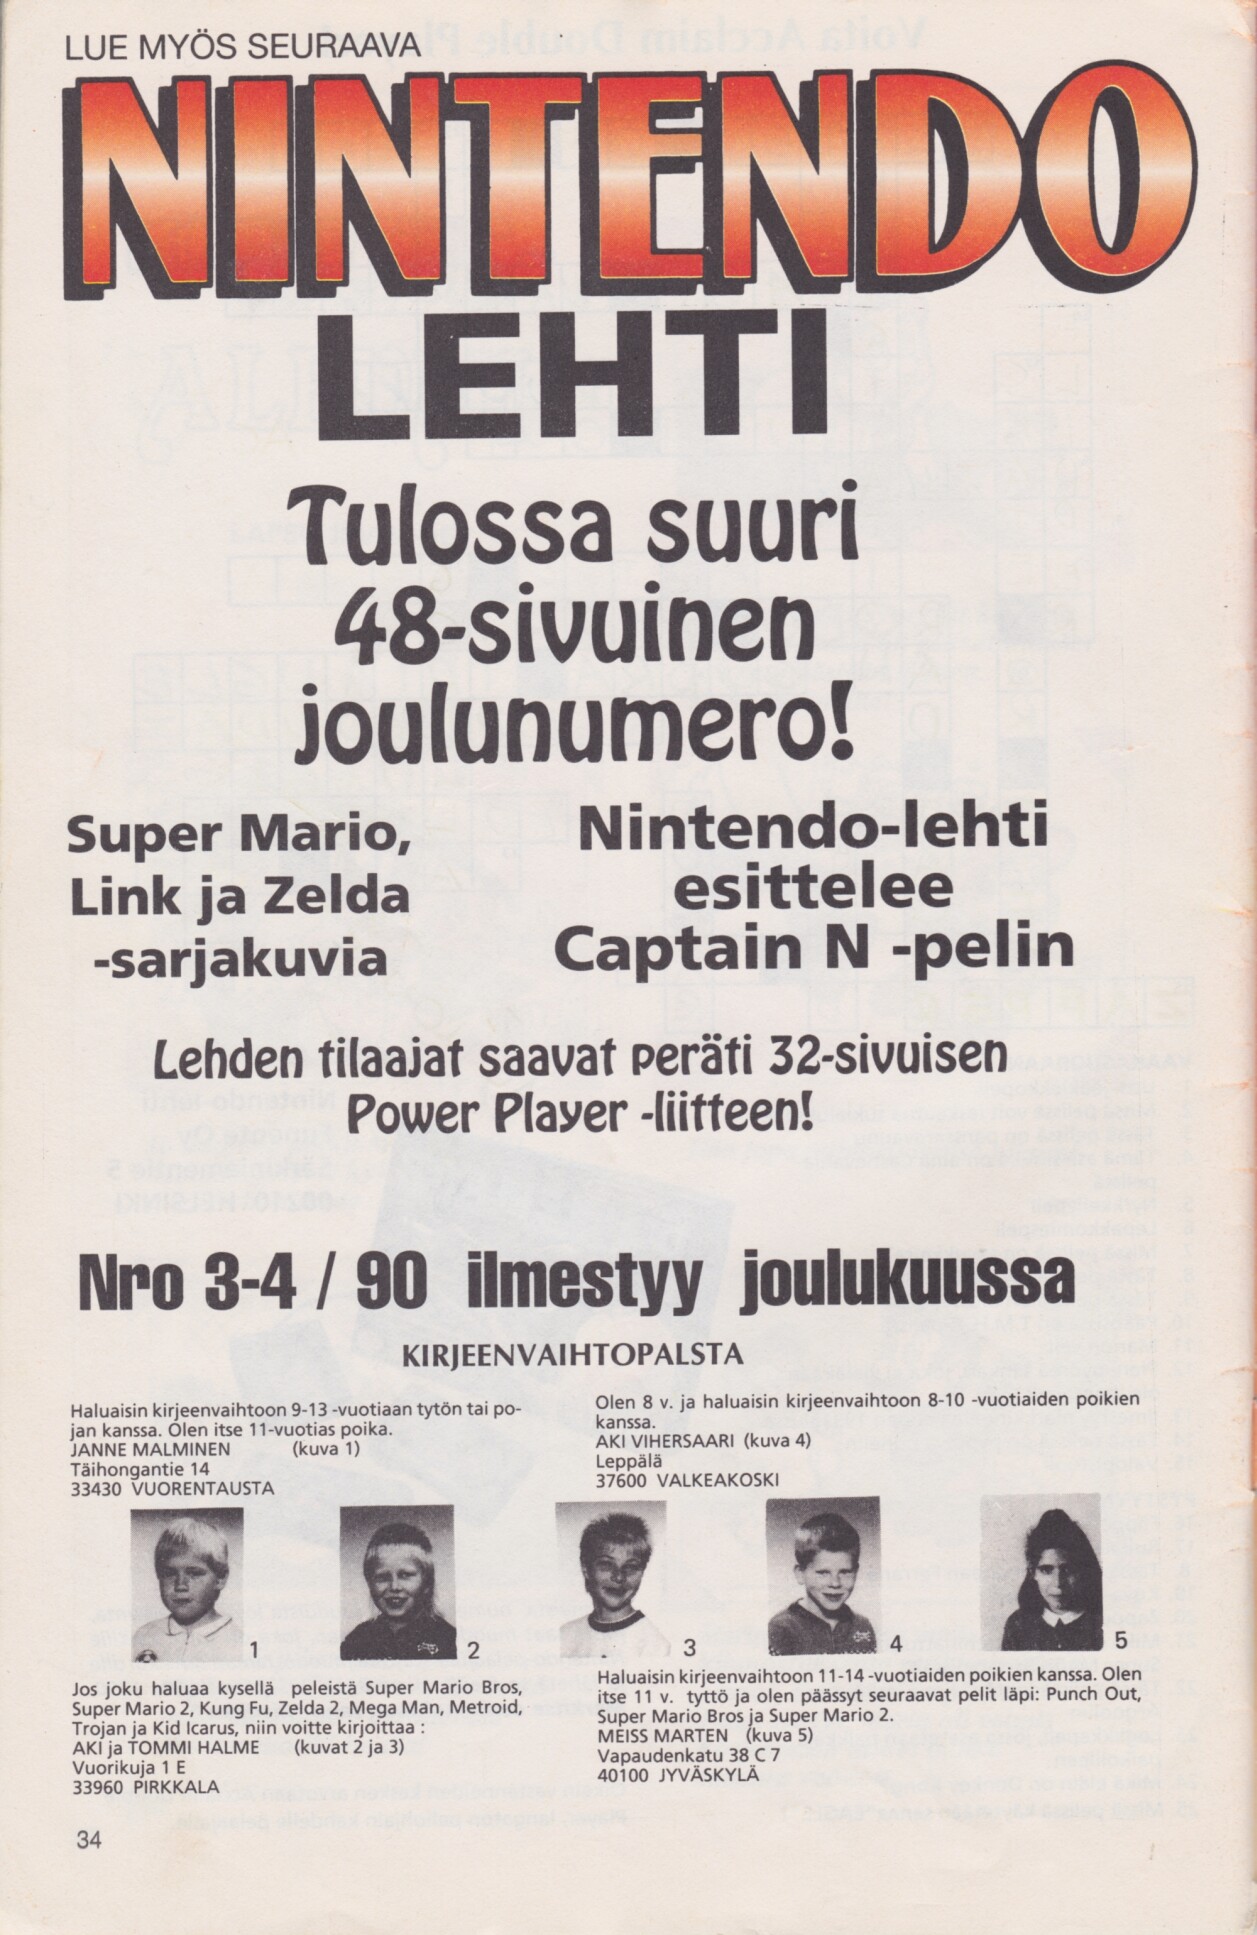 LUE MYÖS SEURAAVA
NINTENDO
LEHTI
Tulossa suuri
48-sivuinen
joulunumero!
Super Mario,
Link ja Zelda
-sarjakuvia
Nintendo-lehti
esittelee
Captain N -pelin
Lehden tilaajat saavat peräti 32-sivuisen
Power Player -liitteen!
Nro 3-4 / 90 ilmestyy joulukuussa
KIRJEENVAIHTOPALSTA
Haluaisin kirjeenvaihtoon 9-13 -vuotiaan tytön tai po-
jan kanssa. Olen itse 11-vuotias poika.
JANNE MALMINEN (kuva 1)
Täihongantie 14
33430 VUORENTAUSTA
Olen 8 v. ja haluaisin kirjeenvaihtoon 8-10 -vuotiaiden poikien
kanssa.
AKI VIHERSAARI (kuva 4)
Leppälä
37600 VALKEAKOSKI
1
2
3
4
5
Jos joku haluaa kysellä peleistä Super Mario Bros,
Super Mario 2, Kung Fu, Zelda 2, Mega Man, Metroid,
Trojan ja Kid Icarus, niin voitte kirjoittaa :
AKI ja TOMMI HALME (kuvat 2 ja 3)
Vuorikuja 1 E
33960 PIRKKALA
Haluaisin kirjeenvaihtoon 11-14 -vuotiaiden poikien kanssa. Olen
itse 11 v. tyttö ja olen päässyt seuraavat pelit läpi: Punch Out,
Super Mario Bros ja Super Mario 2.
MEISS MARTEN (kuva 5)
Vapaudenkatu 38 C 7
40100 JYVÄSKYLÄ
34